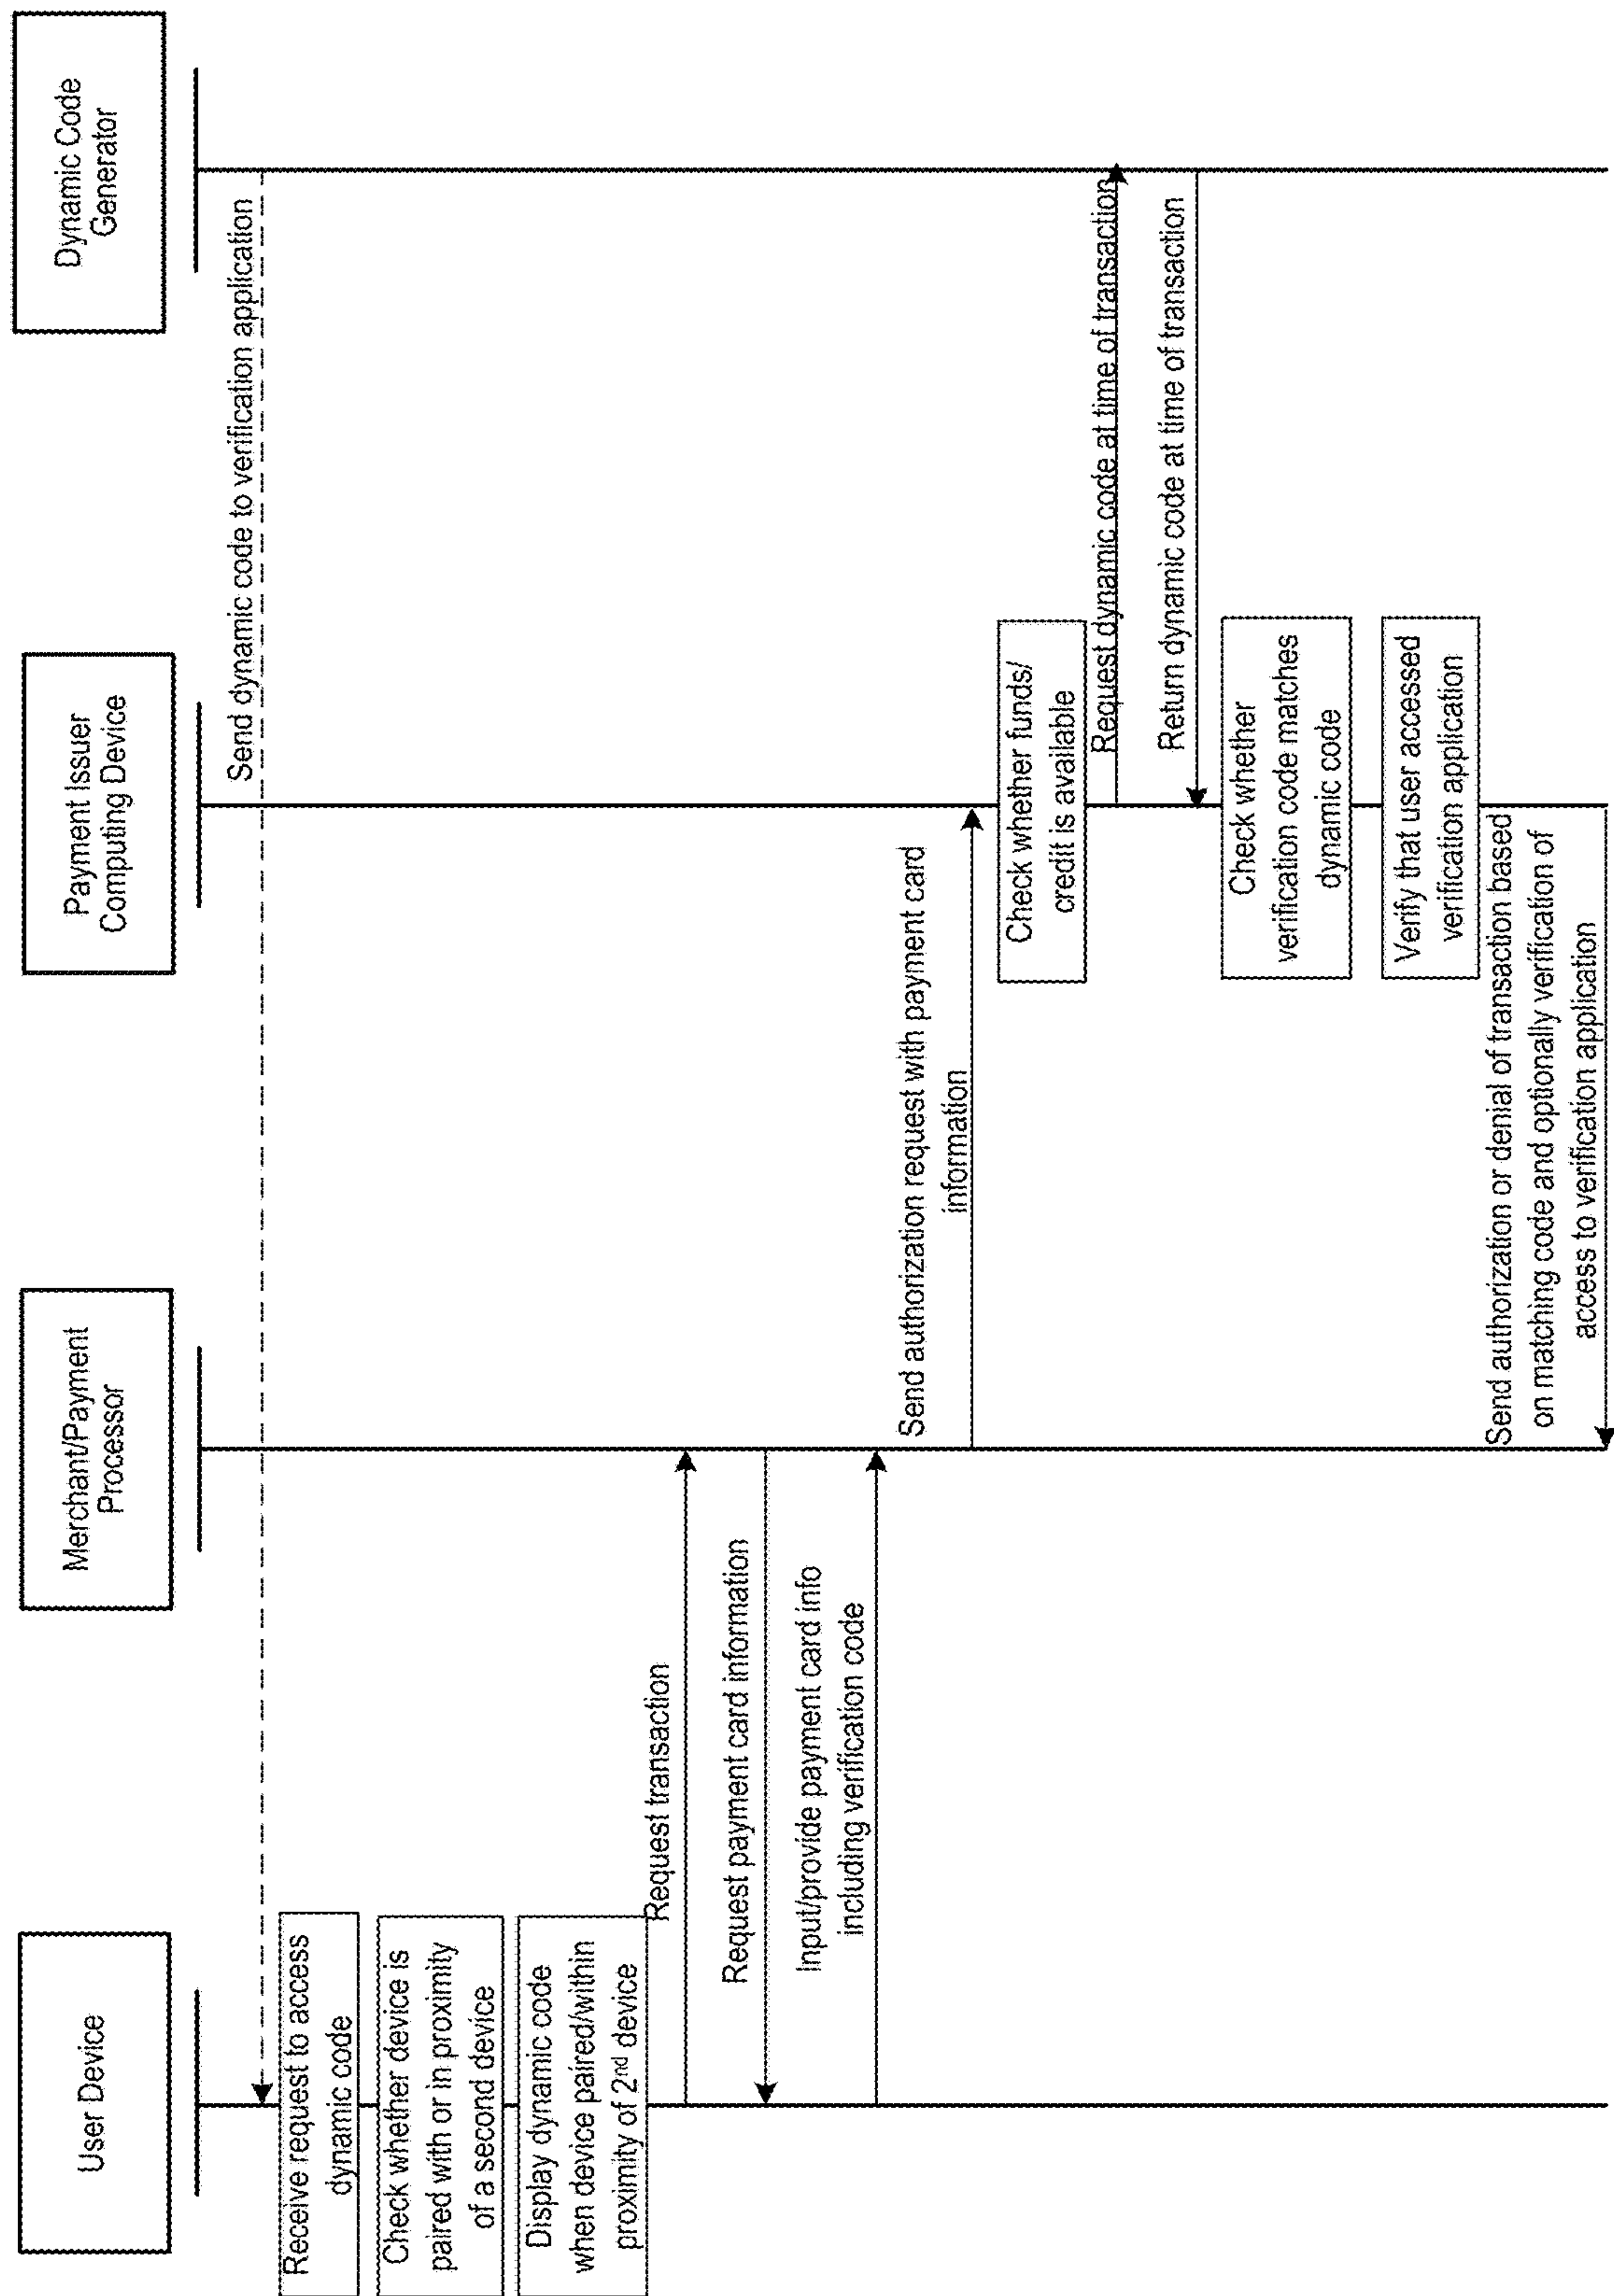 User Device
Merchant/Payment
Processor
Payment Issuer
Computing Device
Dynamic Code
Generator
Send dynamic code to verification application
Receive request to access
dynamic code
Check whether device is
paired with or in proximity
of a second device
Display dynamic code
when device paired/within
proximity of 2nd device
Request transaction
Request payment card information
Input/provide payment card info
including verification code
Send authorization request with payment card
information
Check whether funds/
credit is available
Request dynamic code at time of transaction
Return dynamic code at time of transaction
Check whether
verification code matches
dynamic code
Verify that user accessed
verification application
Send authorization or denial of transaction based
on matching code and optionally verification of
access to verification application